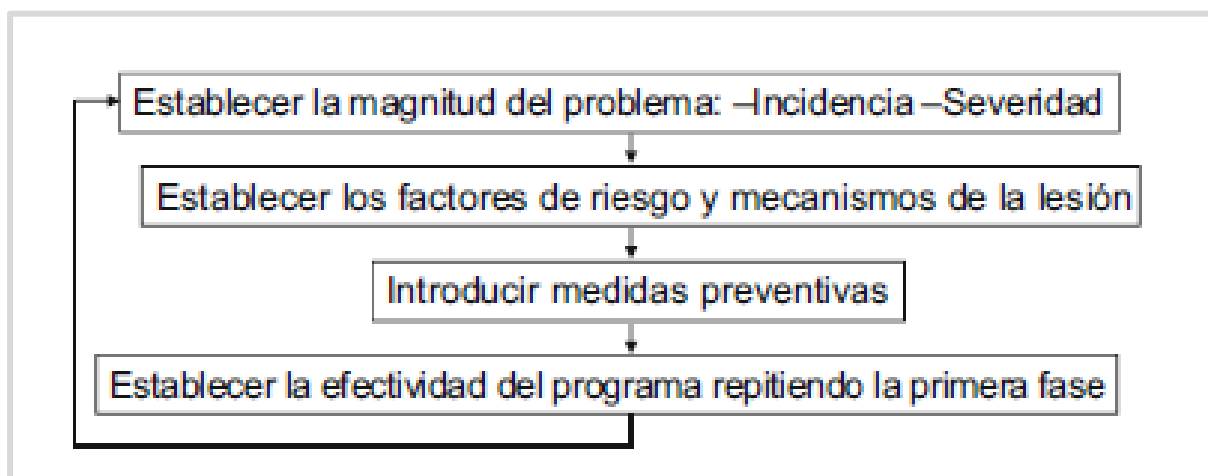 Establecer la magnitud del problema: –Incidencia –Severidad
Establecer los factores de riesgo y mecanismos de la lesión
Introducir medidas preventivas
Establecer la efectividad del programa repitiendo la primera fase